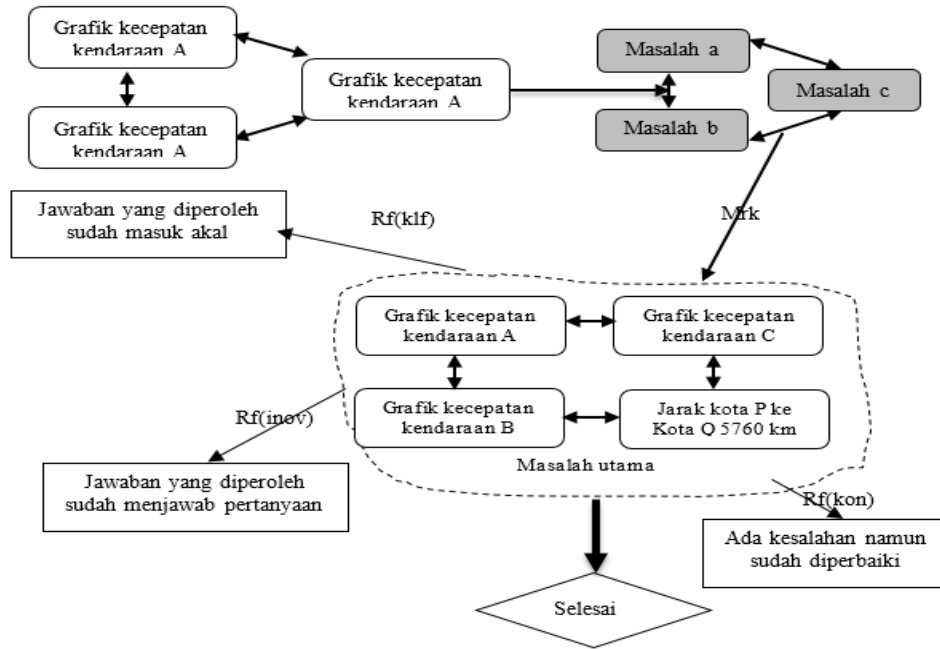 Grafik kecepatan
kendaraan A
Grafik kecepatan
kendaraan A
Grafik kecepatan
kendaraan A
Masalah a
Masalah b
Masalah c
Mrk
Jawaban yang diperoleh
sudah masuk akal
Rf(klf)
Grafik kecepatan
kendaraan A
Grafik kecepatan
kendaraan C
Grafik kecepatan
kendaraan B
Jarak kota P ke
Kota Q 5760 km
Masalah utama
Rf(inov)
Jawaban yang diperoleh
sudah menjawab pertanyaan
Rf(kon)
Ada kesalahan namun
sudah diperbaiki
Selesai